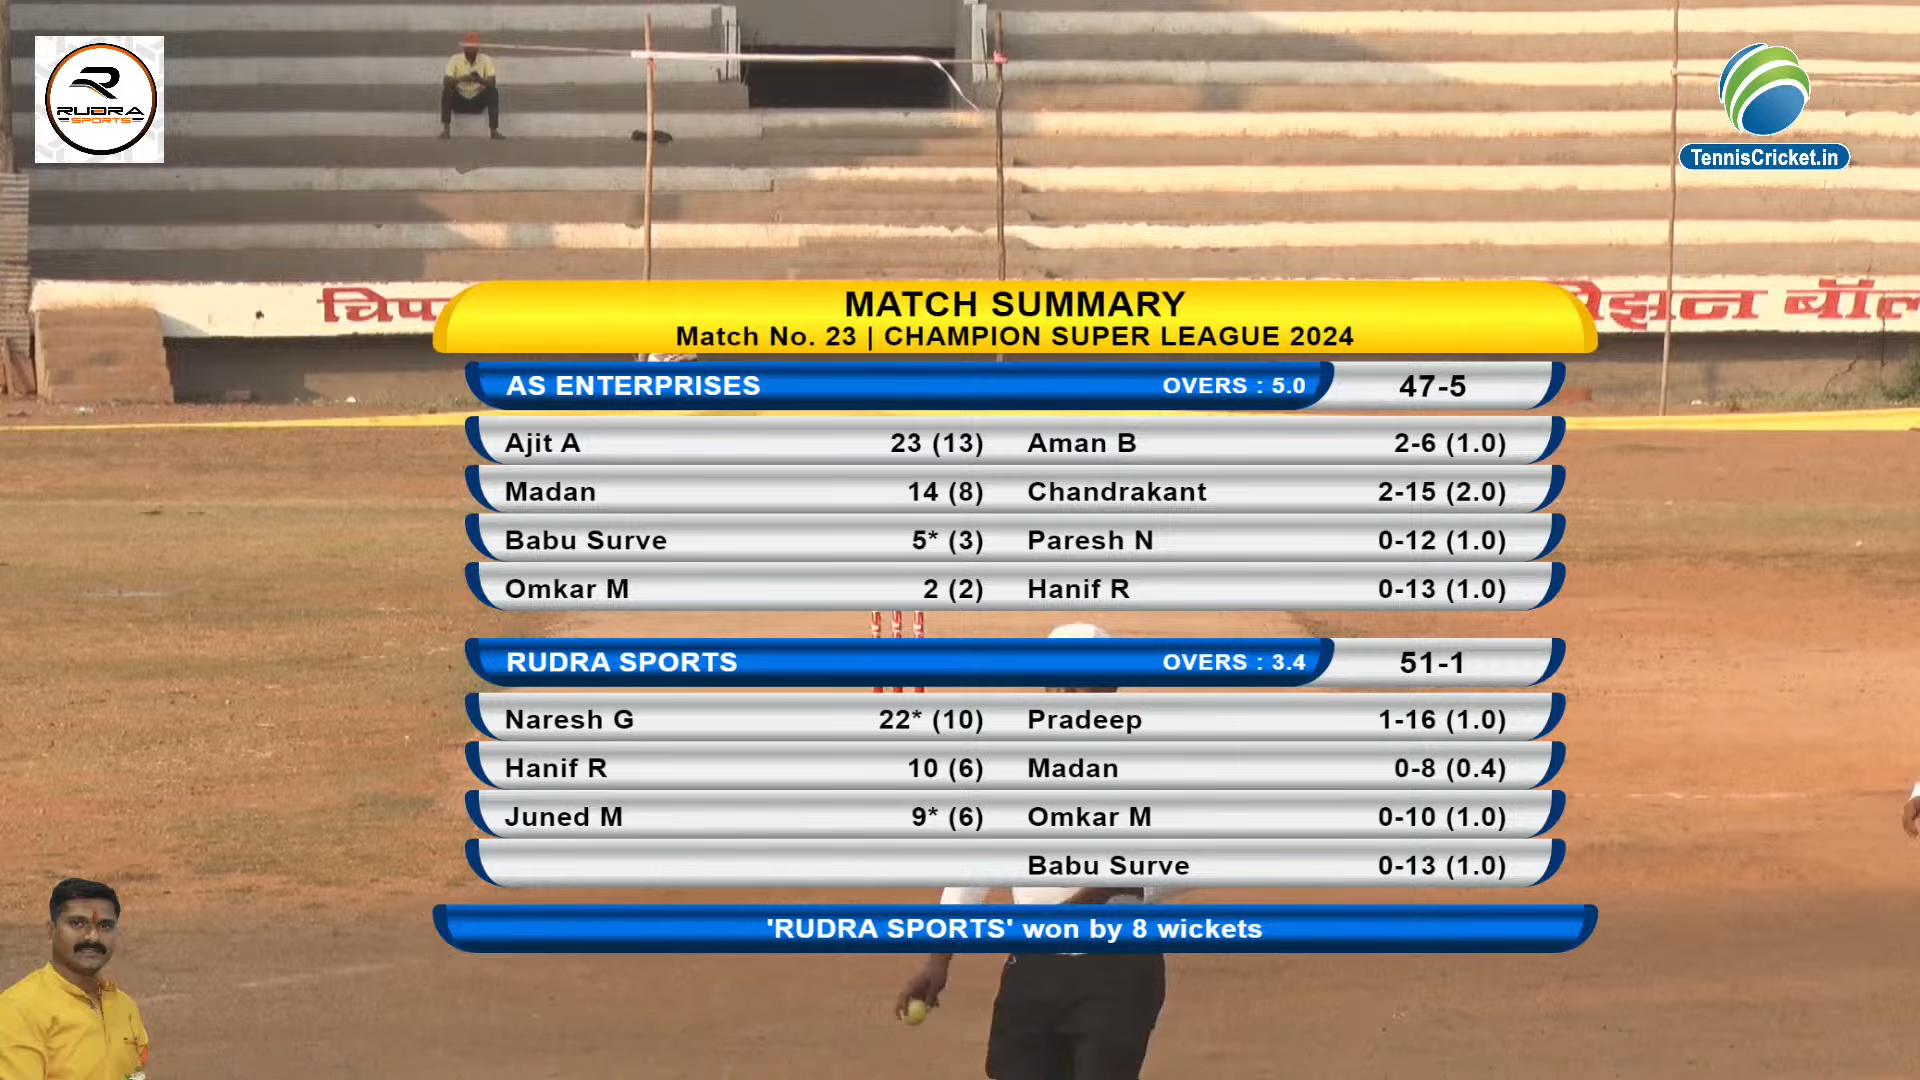 RUDRA
SPORTS
TennisCricket.in
चिप
MATCH SUMMARY
Match No. 23 | CHAMPION SUPER LEAGUE 2024
AS ENTERPRISES OVERS : 5.0 47-5
Ajit A 23 (13) Aman B 2-6 (1.0)
Madan 14 (8) Chandrakant 2-15 (2.0)
Babu Surve 5* (3) Paresh N 0-12 (1.0)
Omkar M 2 (2) Hanif R 0-13 (1.0)
RUDRA SPORTS OVERS : 3.4 51-1
Naresh G 22* (10) Pradeep 1-16 (1.0)
Hanif R 10 (6) Madan 0-8 (0.4)
Juned M 9* (6) Omkar M 0-10 (1.0)
Babu Surve 0-13 (1.0)
'RUDRA SPORTS' won by 8 wickets